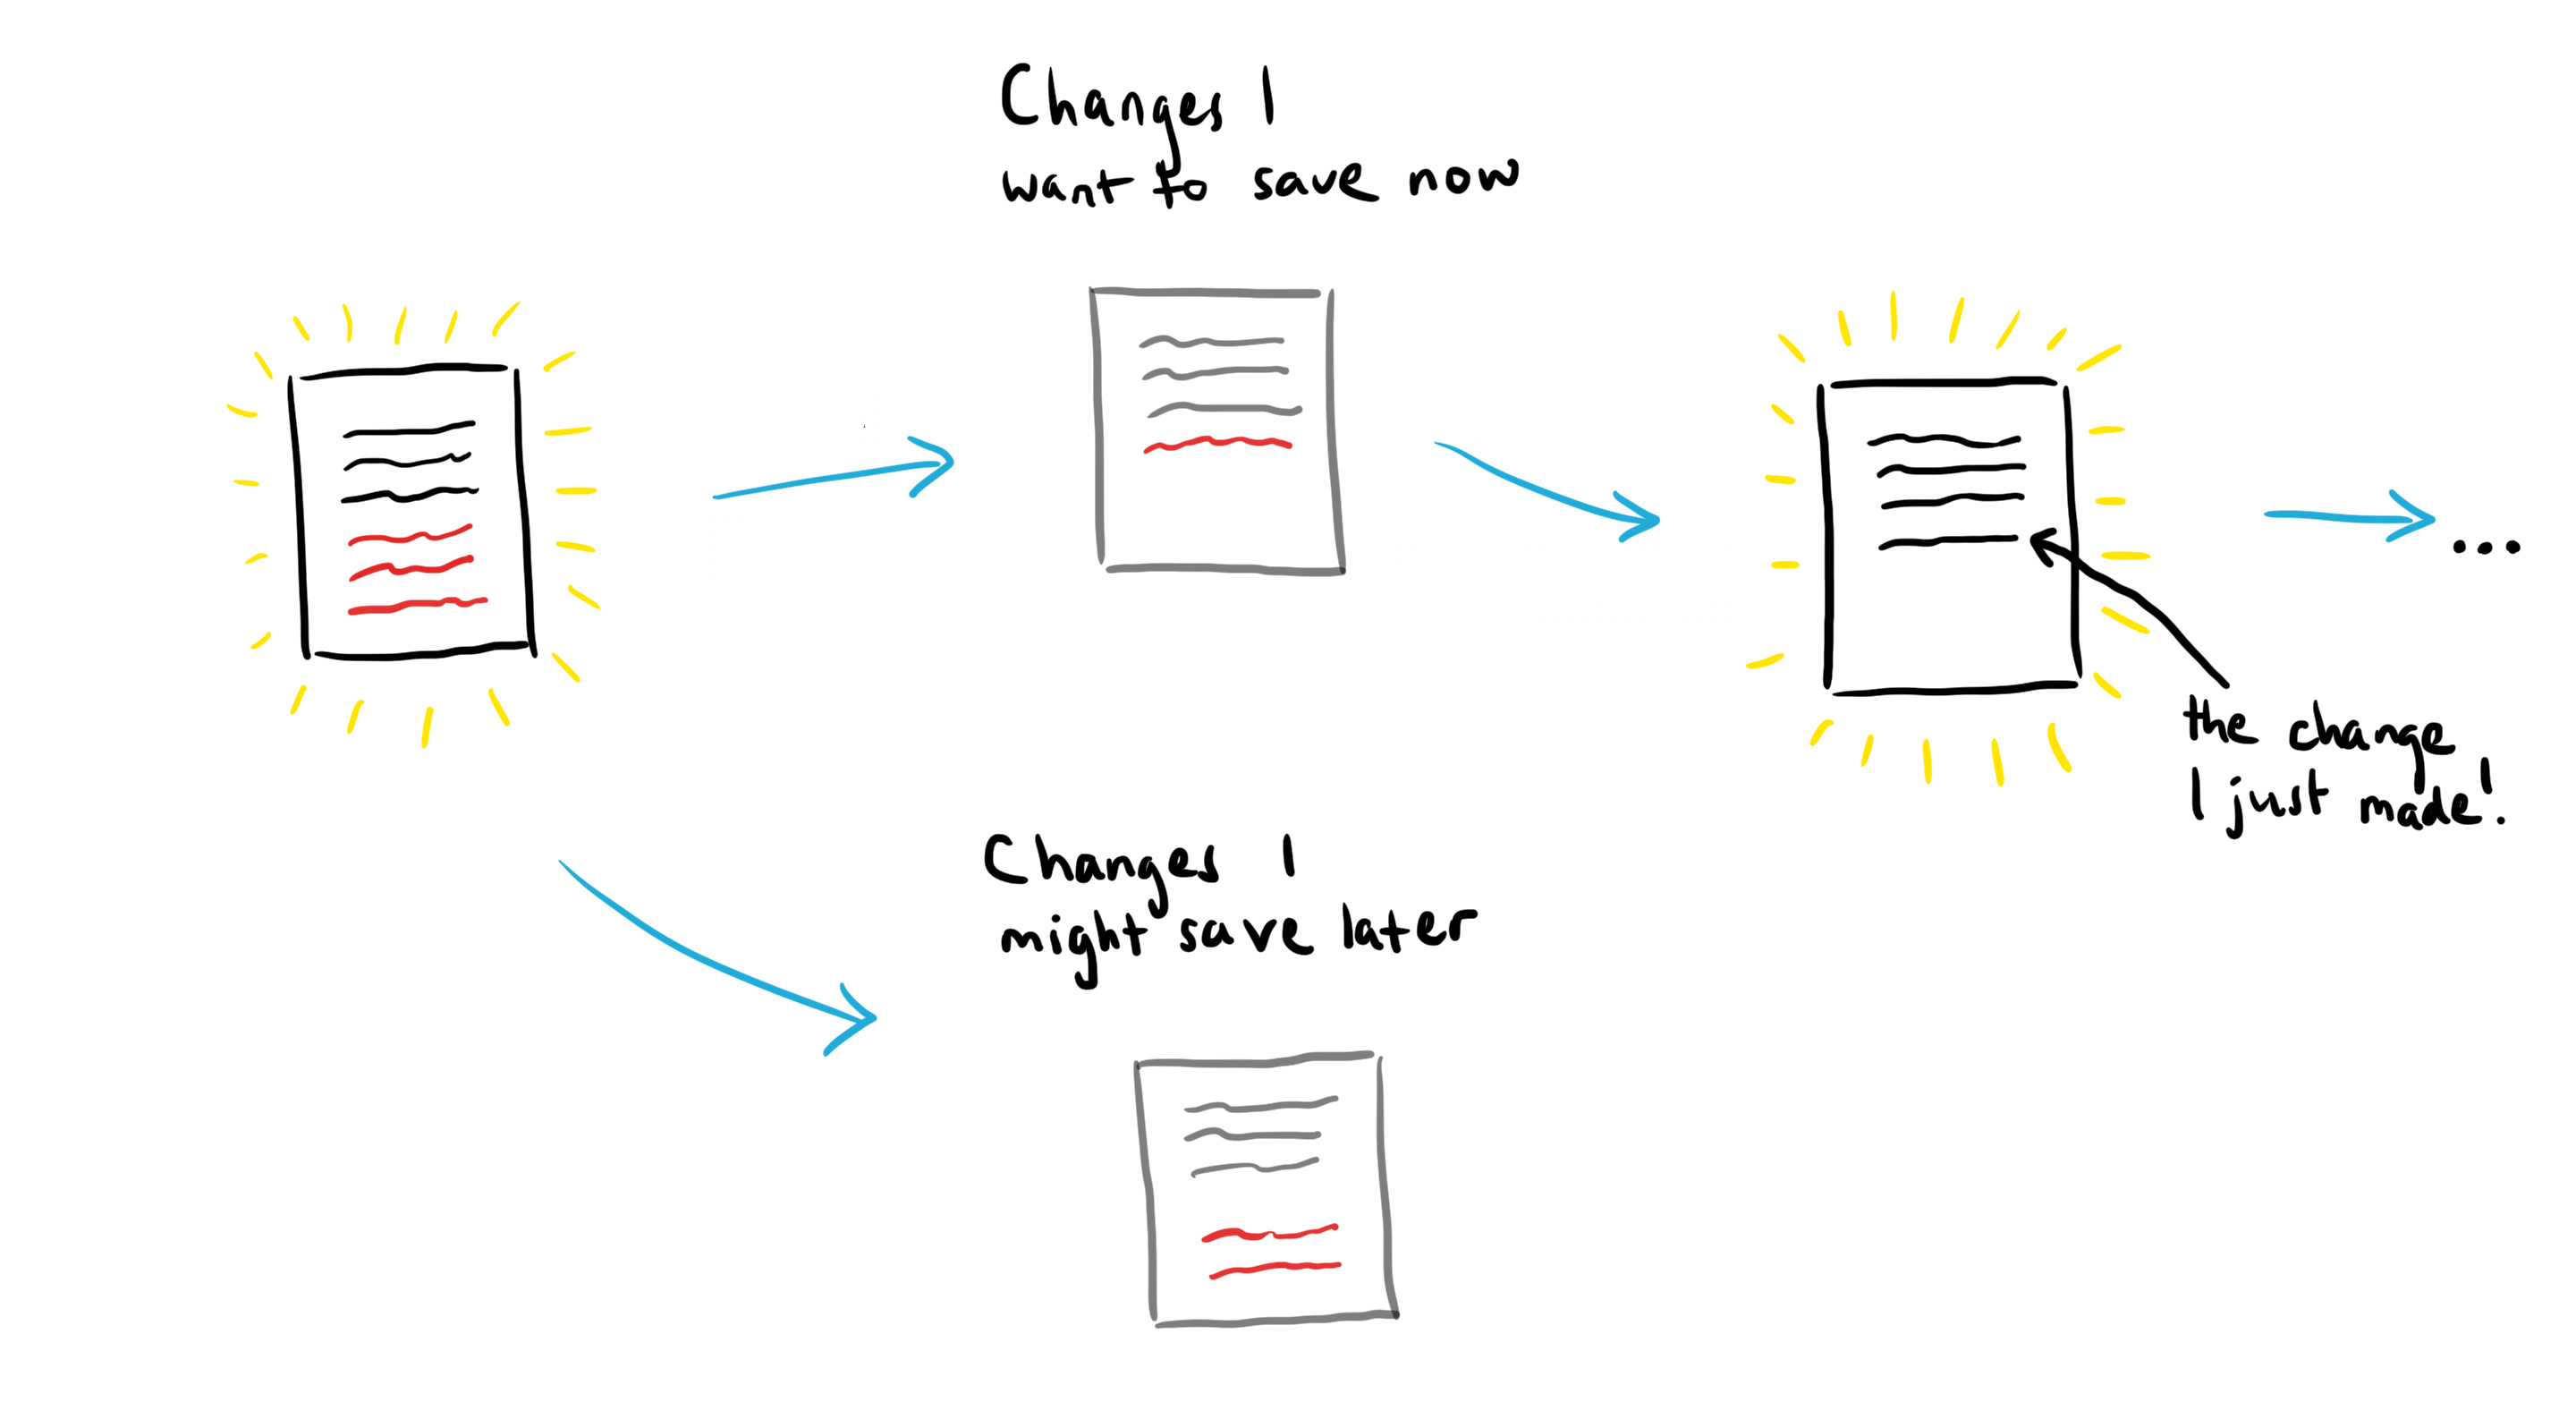 Changes I
want to save now
the change
I just made!
Changes I
might save later
...